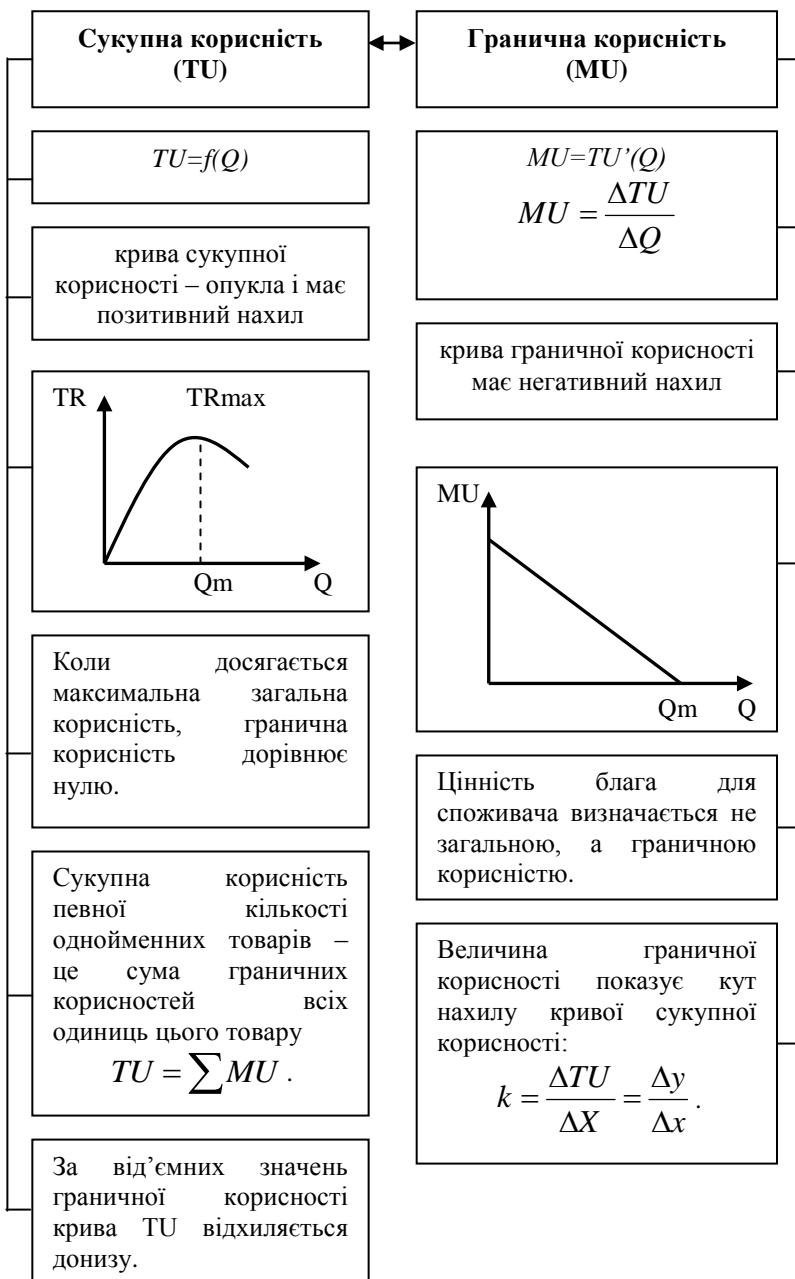 Сукупна корисність
(TU)
TU=f(Q)
крива сукупної
корисності – опукла і має
позитивний нахил
TR
TRmax
Qm
Q
Коли досягається
максимальна загальна
корисність, гранична
корисність дорівнює
нулю.
Сукупна корисність
певної кількості
однойменних товарів –
це сума граничних
корисностей всіх
одиниць цього товару
TU = ∑MU .
За від’ємних значень
граничної корисності
крива TU відхиляється
донизу.
Гранична корисність
(MU)
MU=TU’(Q)
MU = ΔTU/ΔQ
крива граничної корисності
має негативний нахил
MU
Qm
Q
Цінність блага для
споживача визначається не
загальною, а граничною
корисністю.
Величина граничної
корисності показує кут
нахилу кривої сукупної
корисності:
k = ΔTU/ΔX = Δy/Δx .